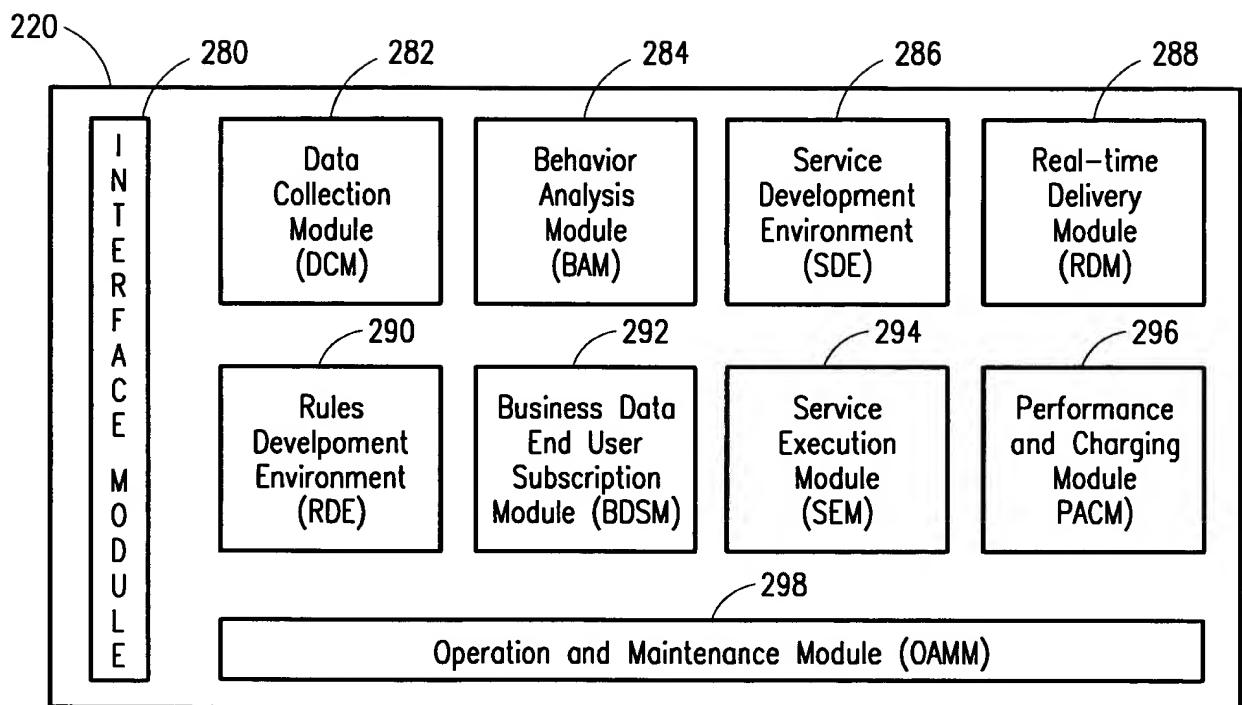 220
280
282
284
286
288
INTERFACE MODULE
Data
Collection
Module
(DCM)
Behavior
Analysis
Module
(BAM)
Service
Development
Environment
(SDE)
Real-time
Delivery
Module
(RDM)
290
292
294
296
Rules
Develpoment
Environment
(RDE)
Business Data
End User
Subscription
Module (BDSM)
Service
Execution
Module
(SEM)
Performance
and Charging
Module
PACM)
298
Operation and Maintenance Module (OAMM)